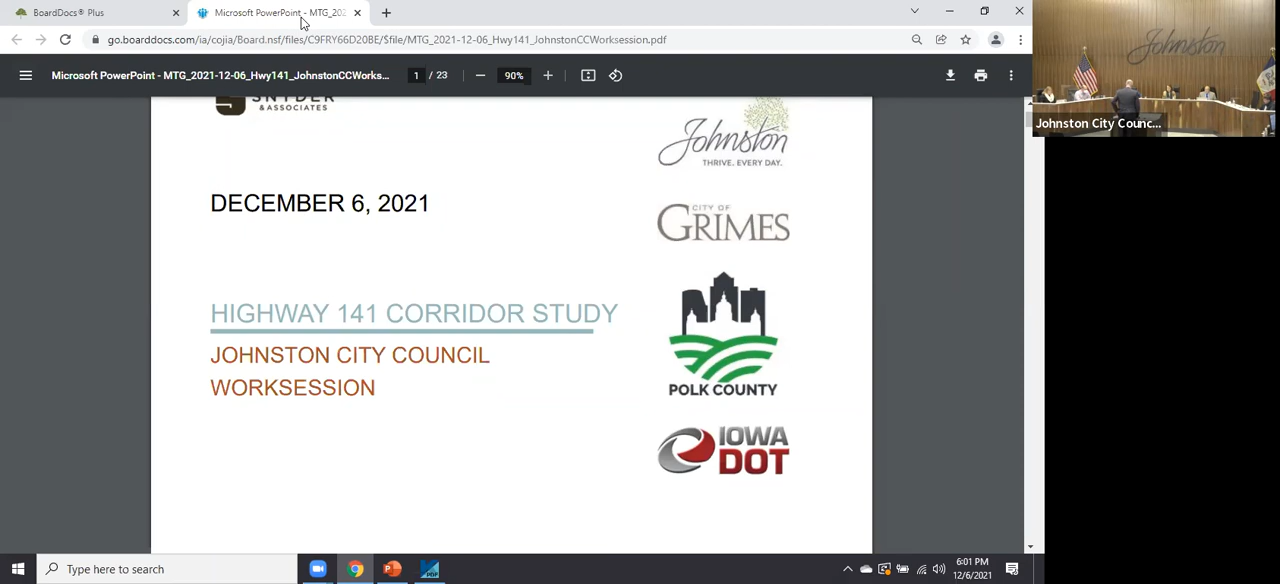 BoardDocs® Plus
Microsoft PowerPoint - MTG_202
go.boarddocs.com/ia/cojia/Board.nsf/files/C9FRY66D20BE/$file/MTG_2021-12-06_Hwy141_JohnstonCCWorksession.pdf
Microsoft PowerPoint - MTG_2021-12-06_Hwy141_JohnstonCCWorks...
1 / 23
90%
SNYDER
& ASSOCIATES
Johnston
THRIVE. EVERY DAY.
DECEMBER 6, 2021
CITY OF
GRIMES
HIGHWAY 141 CORRIDOR STUDY
JOHNSTON CITY COUNCIL
WORKSESSION
POLK COUNTY
IOWA
DOT
Johnston
Johnston City Counc...
Type here to search
6:01 PM
12/6/2021